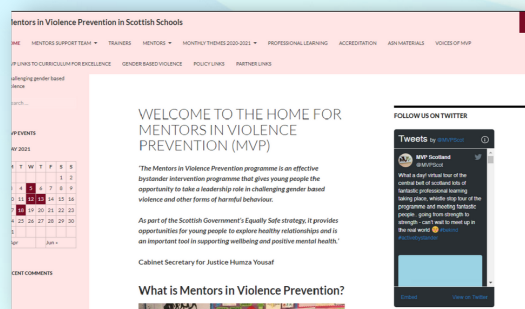 Mentors in Violence Prevention in Scottish Schools
HOME MENTORS SUPPORT TEAM TRAINERS MENTORS MONTHLY THEMES 2020-2021 PROFESSIONAL LEARNING ACCREDITATION ASN MATERIALS VOICES OF MVP
MVP LINKS TO CURRICULUM FOR EXCELLENCE GENDER BASED VIOLENCE POLICY LINKS PARTNER LINKS
challenging gender based
violence
Search ...
MVP EVENTS
MAY 2021
M T W T F S S
1 2
3 4 5 6 7 8 9
10 11 12 13 14 15 16
17 18 19 20 21 22 23
24 25 26 27 28 29 30
31
Apr Jun »
RECENT COMMENTS
WELCOME TO THE HOME FOR
MENTORS IN VIOLENCE
PREVENTION (MVP)
'The Mentors in Violence Prevention programme is an effective
bystander intervention programme that gives young people the
opportunity to take a leadership role in challenging gender based
violence and other forms of harmful behaviour.
As part of the Scottish Government's Equally Safe strategy, it provides
opportunities for young people to explore healthy relationships and is
an important tool in supporting wellbeing and positive mental health.'
Cabinet Secretary for Justice Humza Yousaf
What is Mentors in Violence Prevention?
FOLLOW US ON TWITTER
Tweets by @MVPScot
MVP Scotland
@MVPScot
What a day! virtual tour of the
central belt of scotland lots of
fantastic professional learning
taking place, whistle stop tour of the
programme and meeting fantastic
people . going from strength to
strength - can't wait to meet up in
the real world
#activebystander
Embed View on Twitter